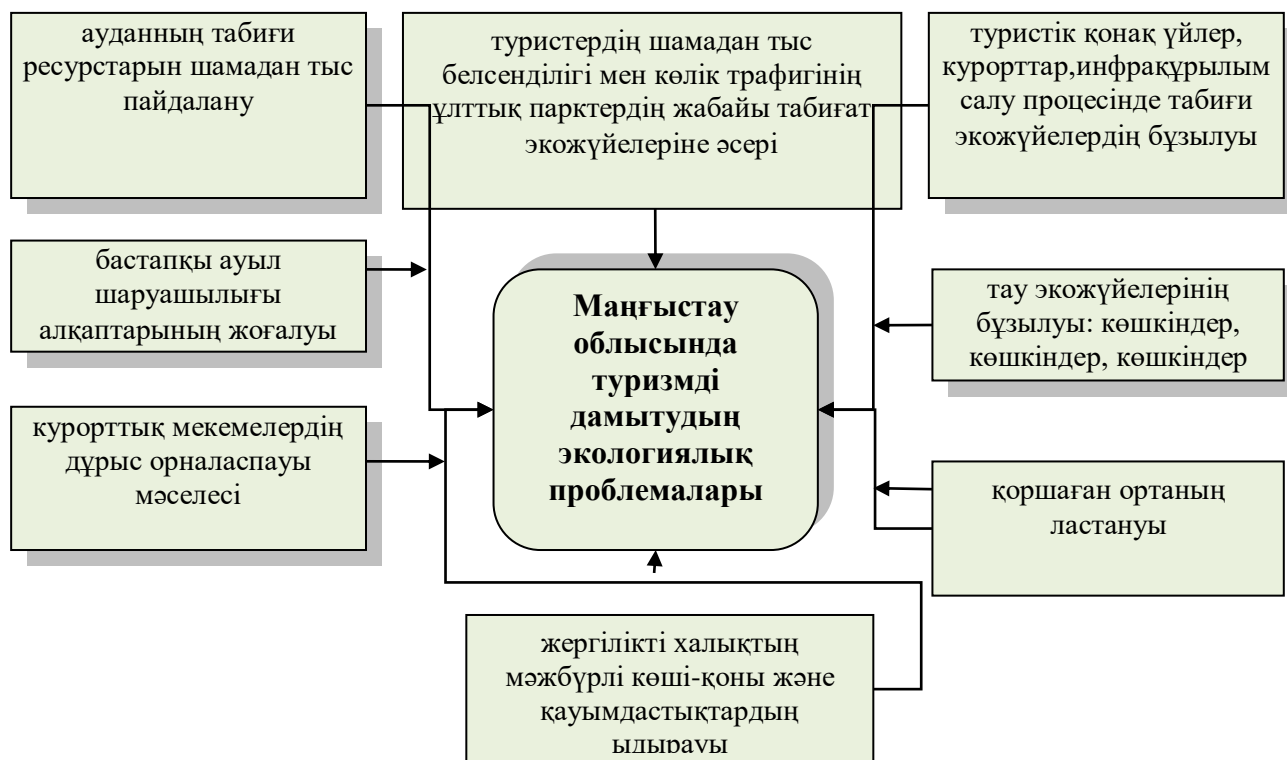 ауданның табиғи
ресурстарын шамадан тыс
пайдалану
туристердің шамадан тыс
белсенділігі мен көлік трафигінің
ұлттық парктердің жабайы табиғат
экожүйелеріне әсері
туристік қонақ үйлер,
курорттар,инфрақұрылым
салу процесінде табиғи
экожүйелердің бұзылуы
бастапқы ауыл
шаруашылығы
алқаптарының жоғалуы
Маңғыстау
облысында
туризмді
дамытудың
экологиялық
проблемалары
тау экожүйелерінің
бұзылуы: көшкіндер,
көшкіндер, көшкіндер
курорттық мекемелердің
дұрыс орналаспауы
мәселесі
қоршаған ортаның
ластануы
жергілікті халықтың
мәжбүрлі көші-қоны және
қауымдастықтардың
ыдырауы